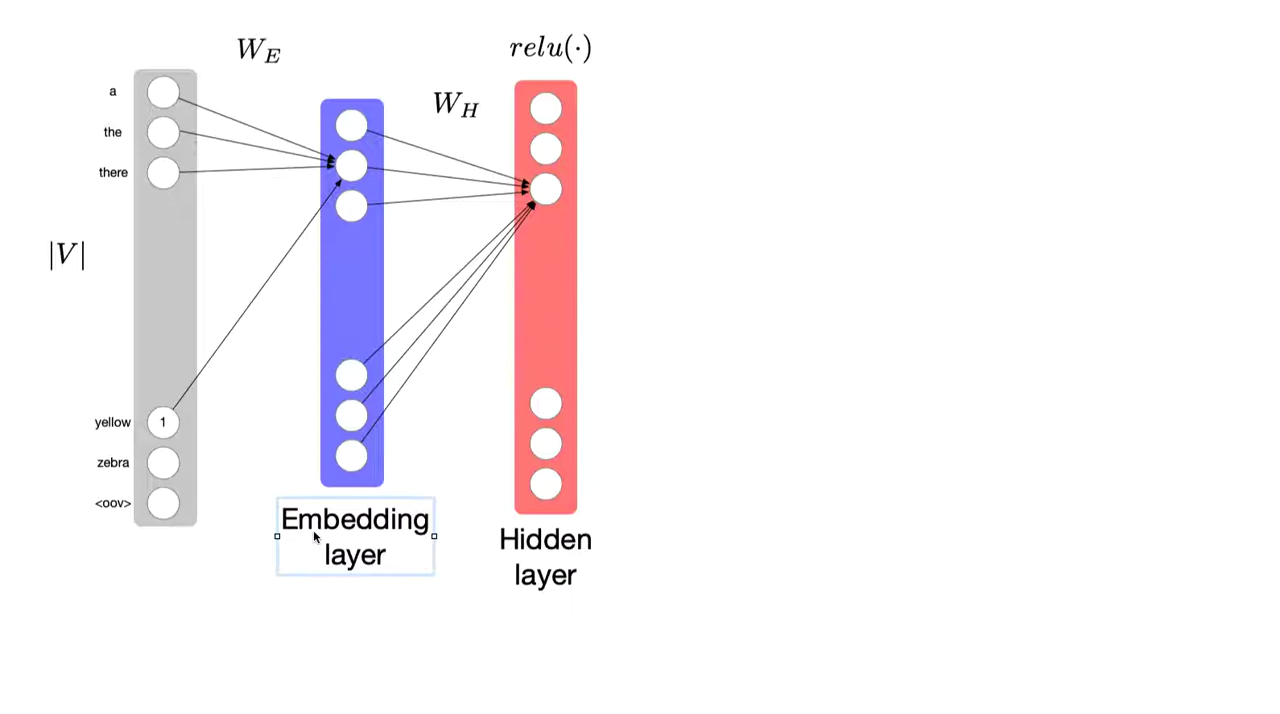 W_E
relu(·)
W_H
a
the
there
|V|
yellow
1
zebra
<oov>
Embedding
layer
Hidden
layer